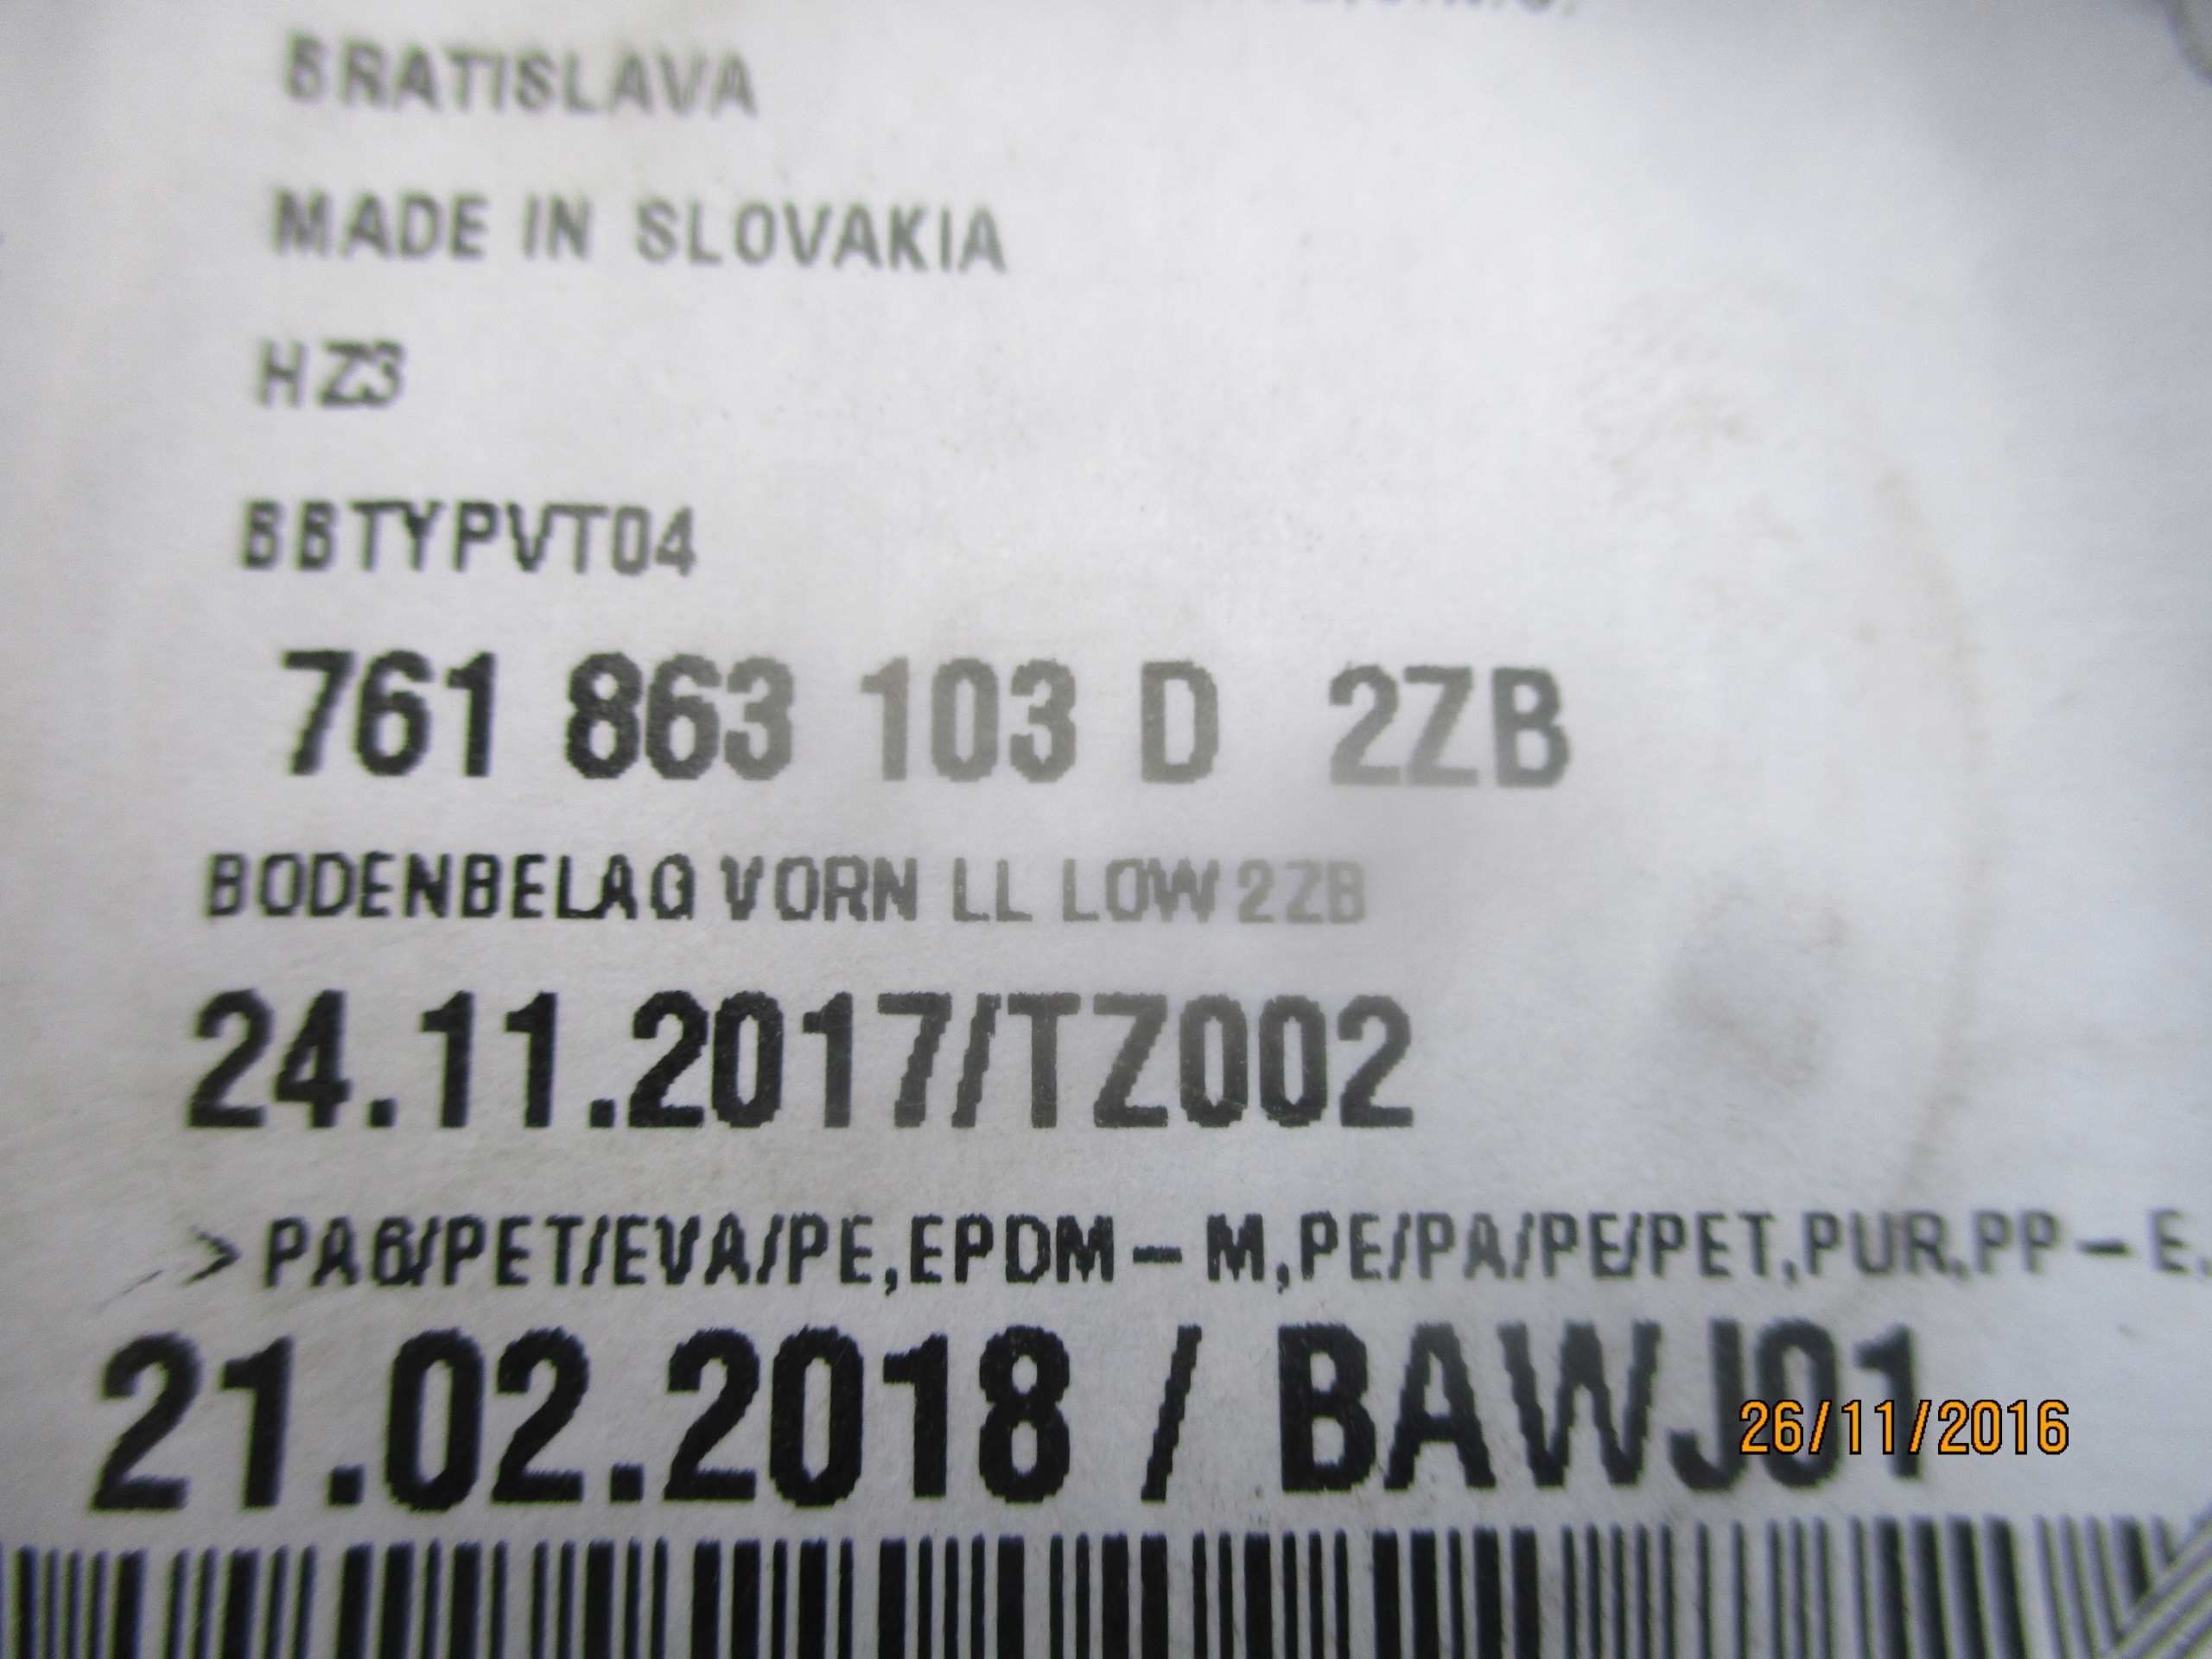 BRATISLAVA
MADE IN SLOVAKIA
HZ3
BBTYPVT04
761 863 103 D 2ZB
BODENBELAG VORN LL LOW 2ZB
24.11.2017/TZ002
>PA6/PET/EVA/PE,EPDM-M,PE/PA/PE/PET,PUR,PP-E,
21.02.2018 / BAWJ01
26/11/2016